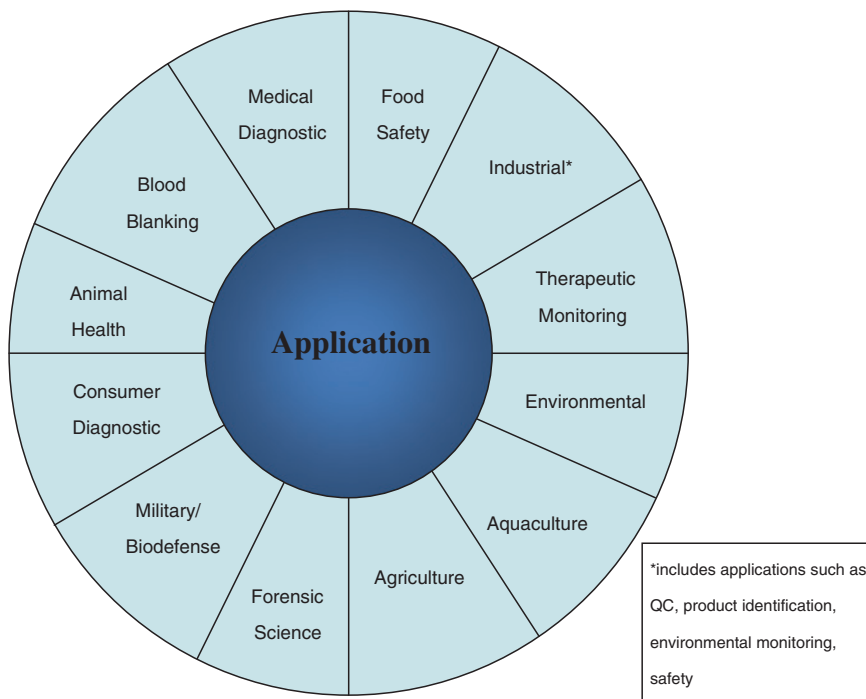 Medical
Diagnostic
Food
Safety
Industrial*
Therapeutic
Monitoring
Environmental
Aquaculture
Agriculture
Forensic
Science
Military/
Biodefense
Consumer
Diagnostic
Animal
Health
Blood
Blanking
Application
*includes applications such as
QC, product identification,
environmental monitoring,
safety